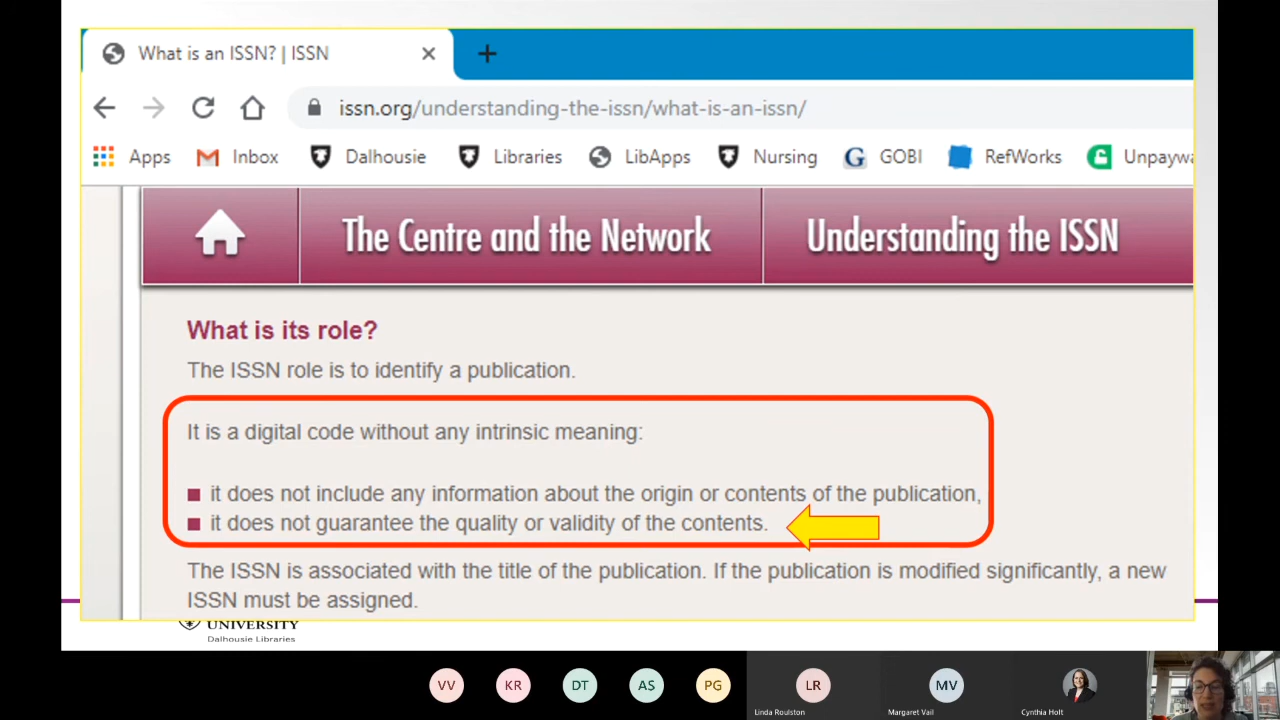 What is an ISSN? | ISSN
issn.org/understanding-the-issn/what-is-an-issn/
Apps Inbox Dalhousie Libraries LibApps Nursing GOBI RefWorks Unpaywa
The Centre and the Network Understanding the ISSN
What is its role?
The ISSN role is to identify a publication.
It is a digital code without any intrinsic meaning:
it does not include any information about the origin or contents of the publication,
it does not guarantee the quality or validity of the contents.
The ISSN is associated with the title of the publication. If the publication is modified significantly, a new
ISSN must be assigned.
UNIVERSITY
Dalhousie Libraries
VV KR DT AS PG LR MV
Linda Roulston Margaret Vail Cynthia Holt